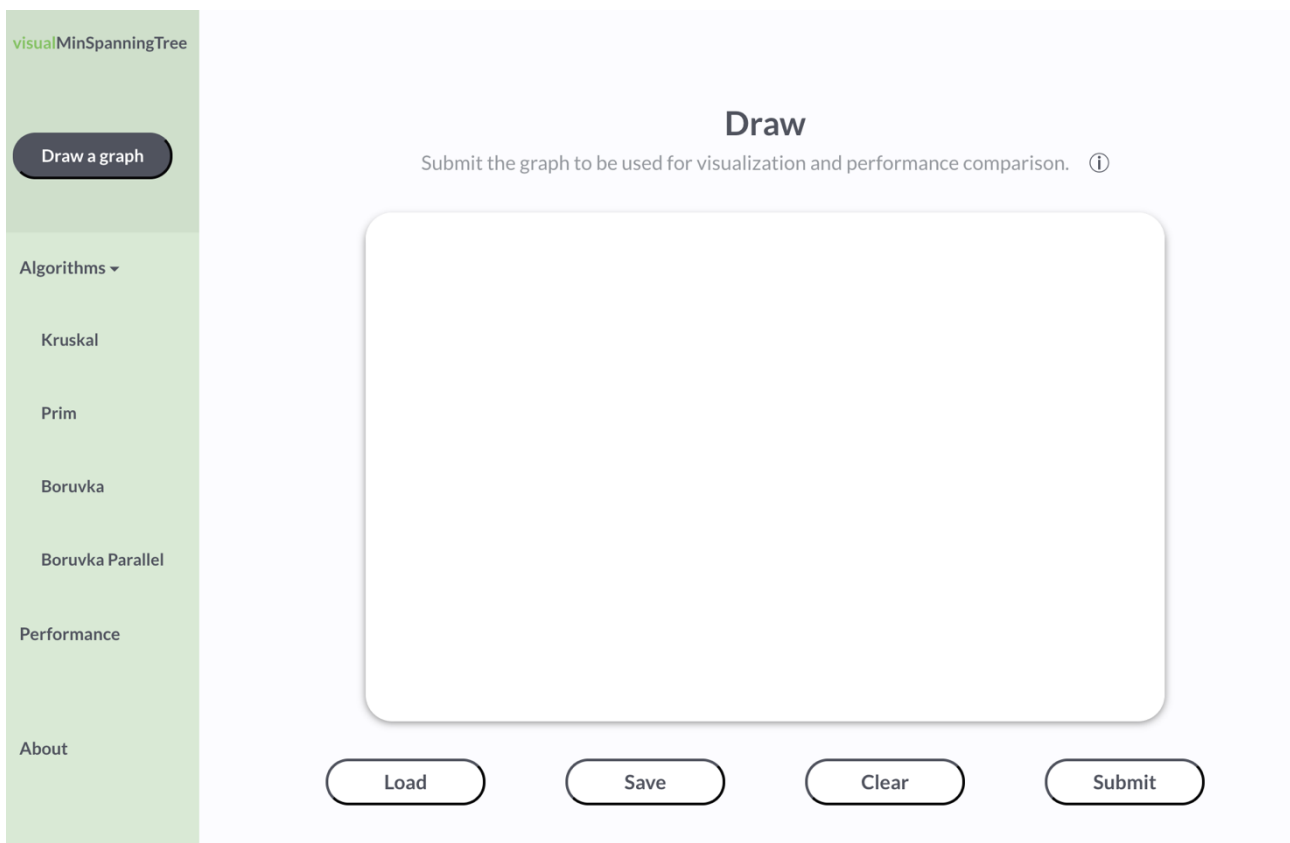 visualMinSpanningTree
Draw a graph
Algorithms
Kruskal
Prim
Boruvka
Boruvka Parallel
Performance
About
Draw
Submit the graph to be used for visualization and performance comparison.
Load
Save
Clear
Submit